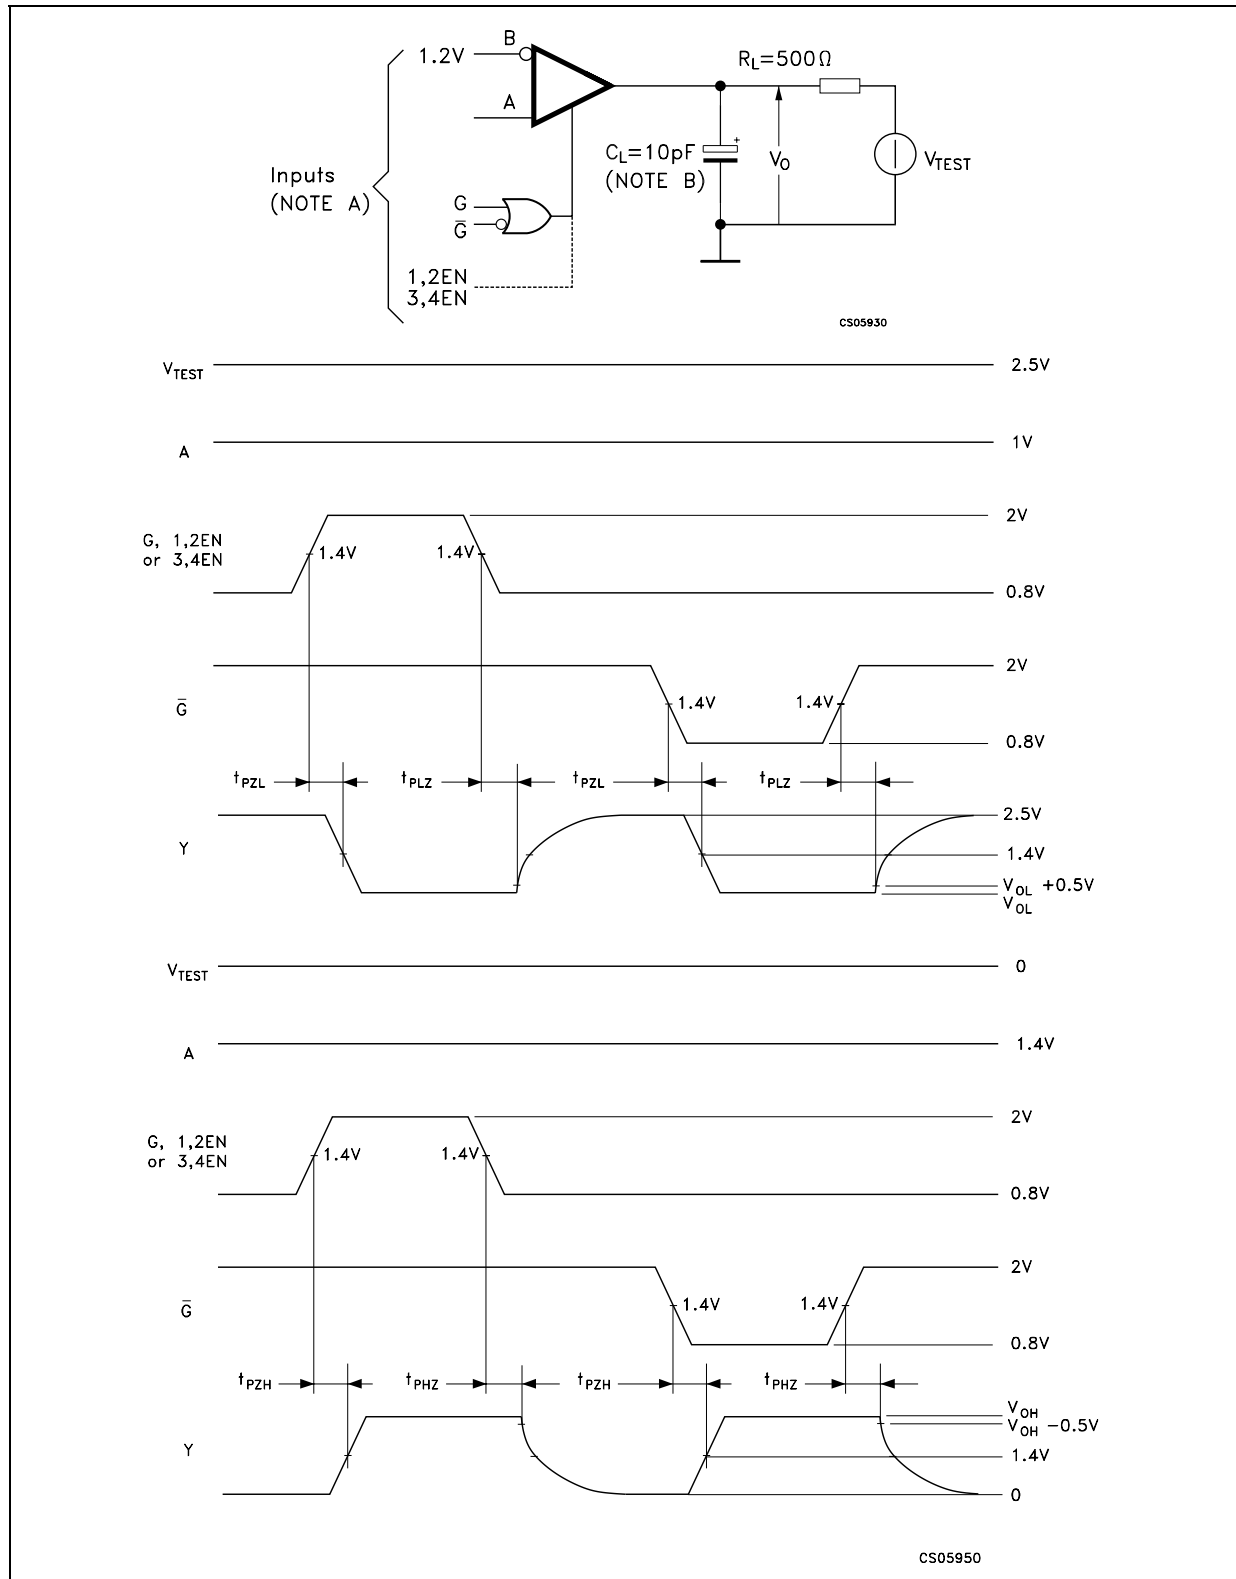 B
1.2V
RL=500Ω
A
CL=10pF
(NOTE B)
+
VO
VTEST
Inputs
(NOTE A)
G
G̅
1,2EN
3,4EN
CS05930
VTEST
2.5V
A
1V
2V
G, 1,2EN
or 3,4EN
1.4V
1.4V
0.8V
2V
G̅
1.4V
1.4V
0.8V
tPZL
tPLZ
tPZL
tPLZ
2.5V
Y
1.4V
VOL +0.5V
VOL
VTEST
0
A
1.4V
2V
G, 1,2EN
or 3,4EN
1.4V
1.4V
0.8V
2V
G̅
1.4V
1.4V
0.8V
tPZH
tPHZ
tPZH
tPHZ
VOH
VOH −0.5V
Y
1.4V
0
CS05950